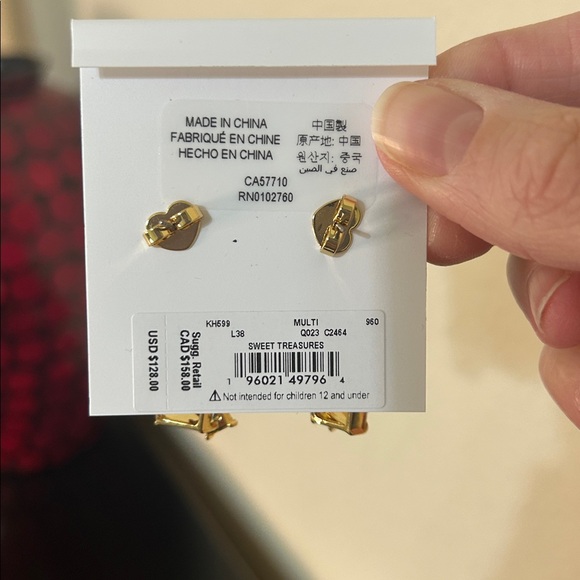 MADE IN CHINA
FABRIQUÉ EN CHINE
HECHO EN CHINA
中国製
原产地: 中国
원산지: 중국
صنع في الصين
CA57710
RN0102760
KH599 MULTI 960
L38 Q023 C2464
SWEET TREASURES
1 96021 49796 4
⚠ Not intended for children 12 and under
Sugg. Retail
CAD $158.00
USD $128.00